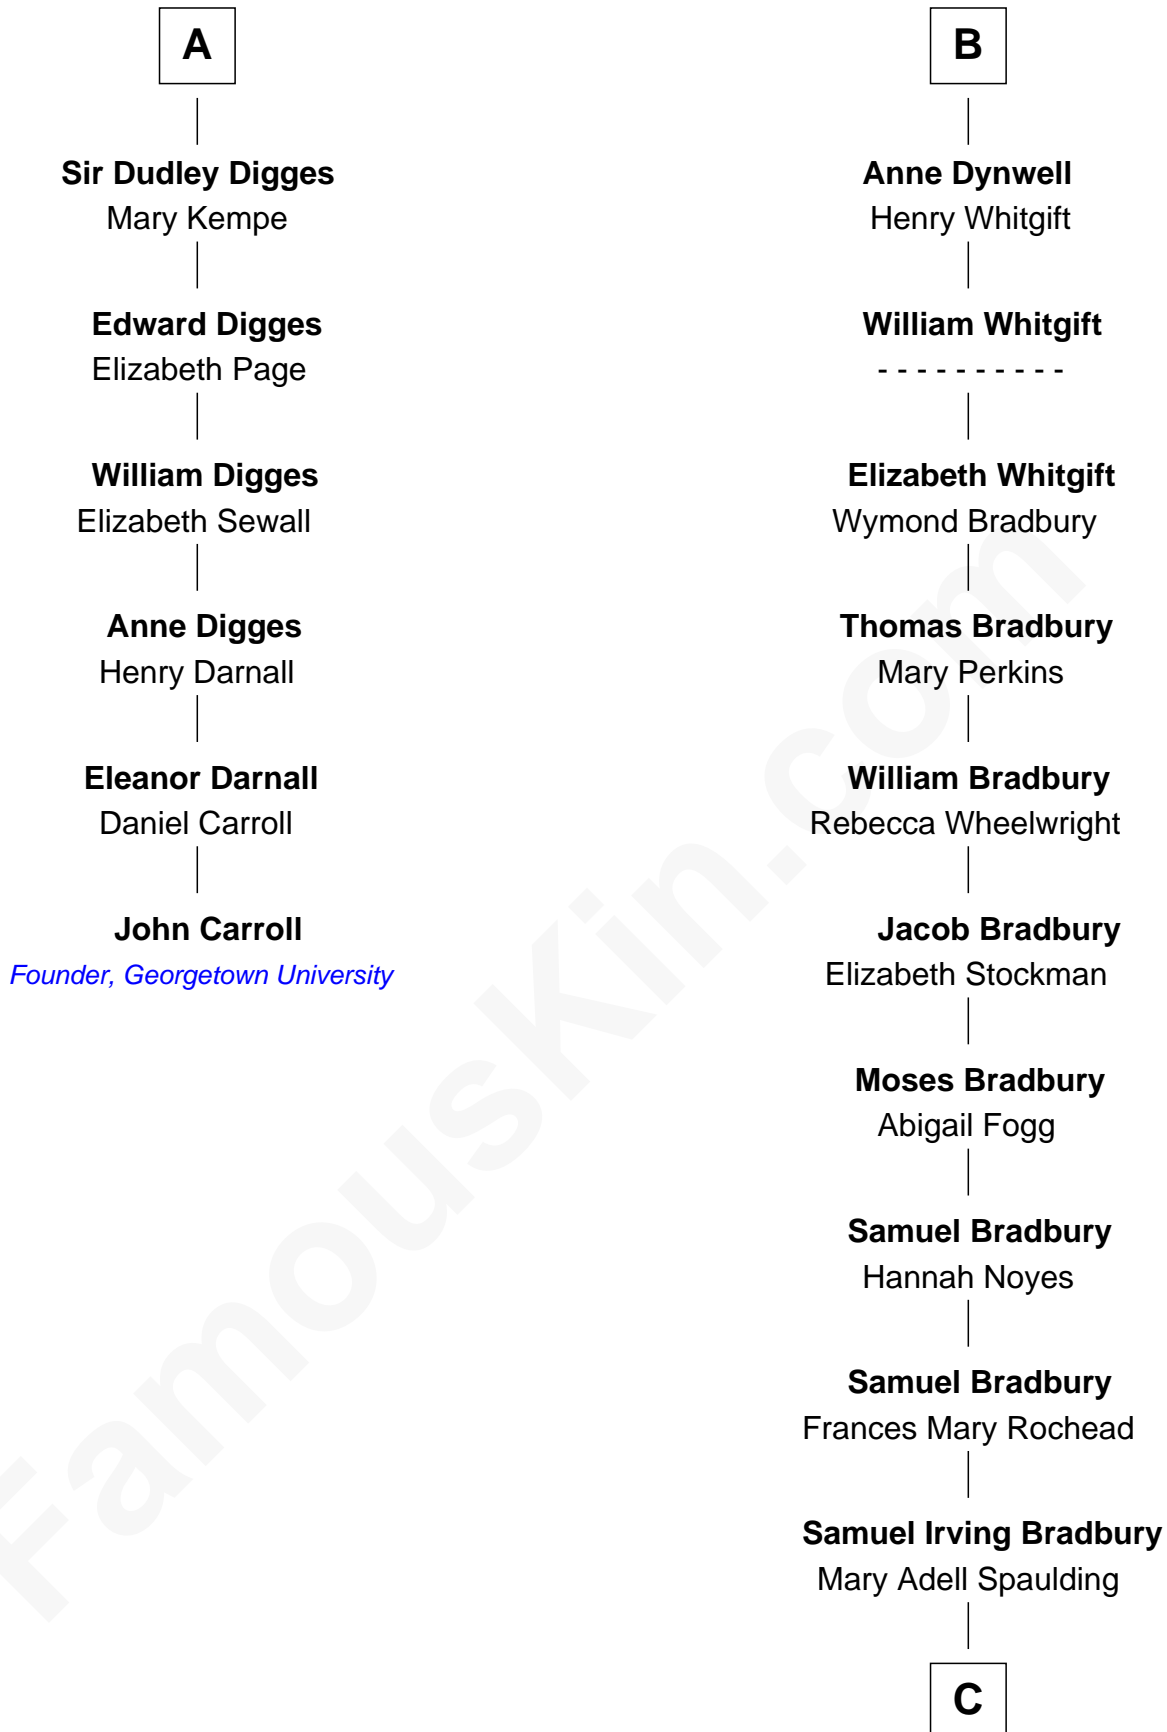 A
Sir Dudley Digges
Mary Kempe
Edward Digges
Elizabeth Page
William Digges
Elizabeth Sewall
Anne Digges
Henry Darnall
Eleanor Darnall
Daniel Carroll
John Carroll
Founder, Georgetown University
B
Anne Dynwell
Henry Whitgift
William Whitgift
- - - - - - - - - -
Elizabeth Whitgift
Wymond Bradbury
Thomas Bradbury
Mary Perkins
William Bradbury
Rebecca Wheelwright
Jacob Bradbury
Elizabeth Stockman
Moses Bradbury
Abigail Fogg
Samuel Bradbury
Hannah Noyes
Samuel Bradbury
Frances Mary Rochead
Samuel Irving Bradbury
Mary Adell Spaulding
C
FamousKin.com